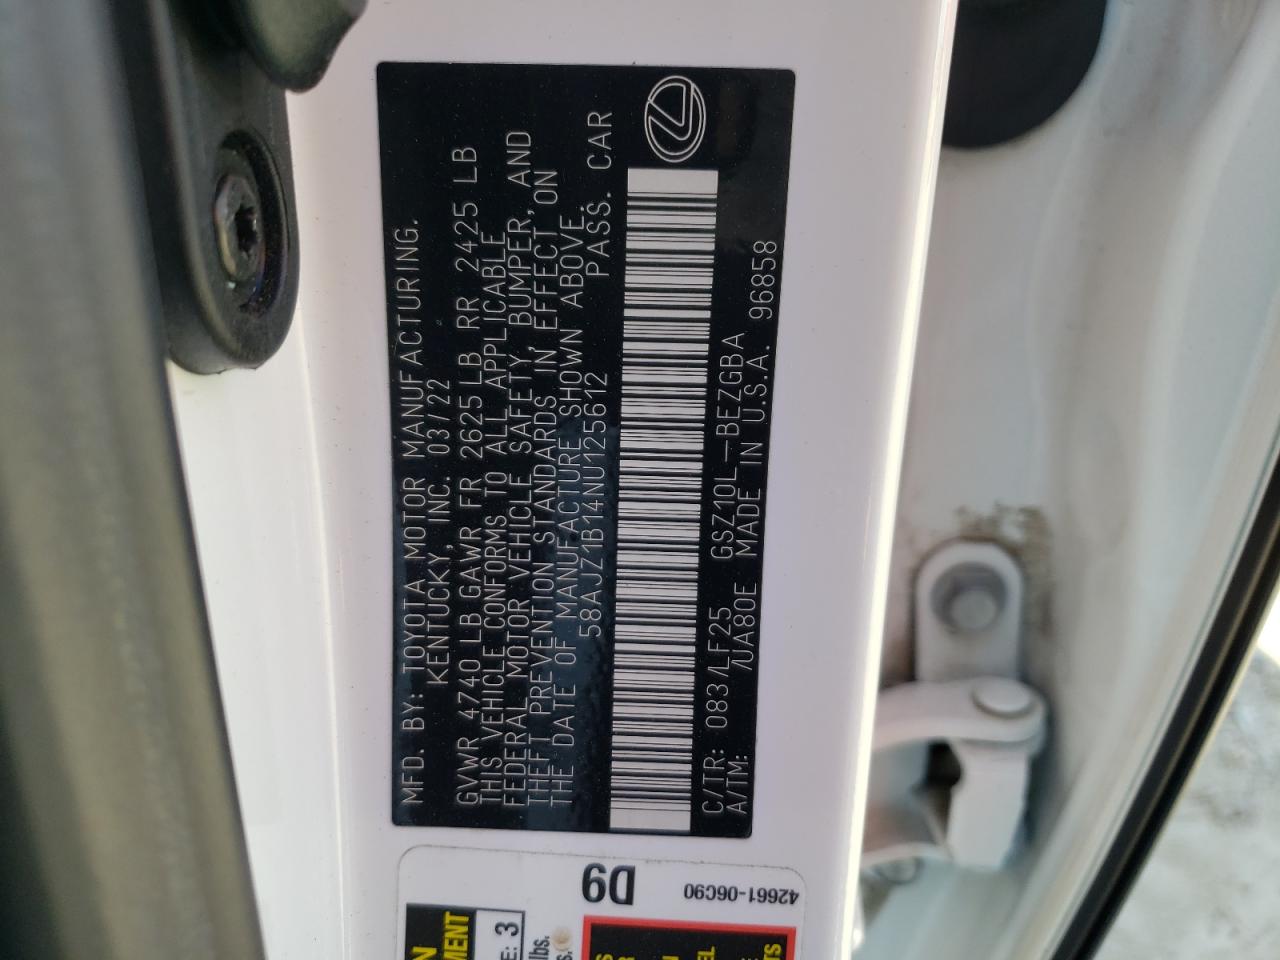 MFD. BY: TOYOTA MOTOR MANUFACTURING.
KENTUCKY, INC. 03/22
GVWR 4740 LB GAWR FR 2625 LB RR 2425 LB
THIS VEHICLE CONFORMS TO ALL APPLICABLE
FEDERAL MOTOR VEHICLE SAFETY, BUMPER, AND
THEFT PREVENTION STANDARDS IN EFFECT ON
THE DATE OF MANUFACTURE SHOWN ABOVE.
58AJZ1B14NU125612 PASS. CAR
C/TR: 083/LF25 GSZ10L-BEZGBA
A/TM: /UA80E MADE IN U.S.A. 96858
D9
42661-06C90
MENT
E: 3
lbs.